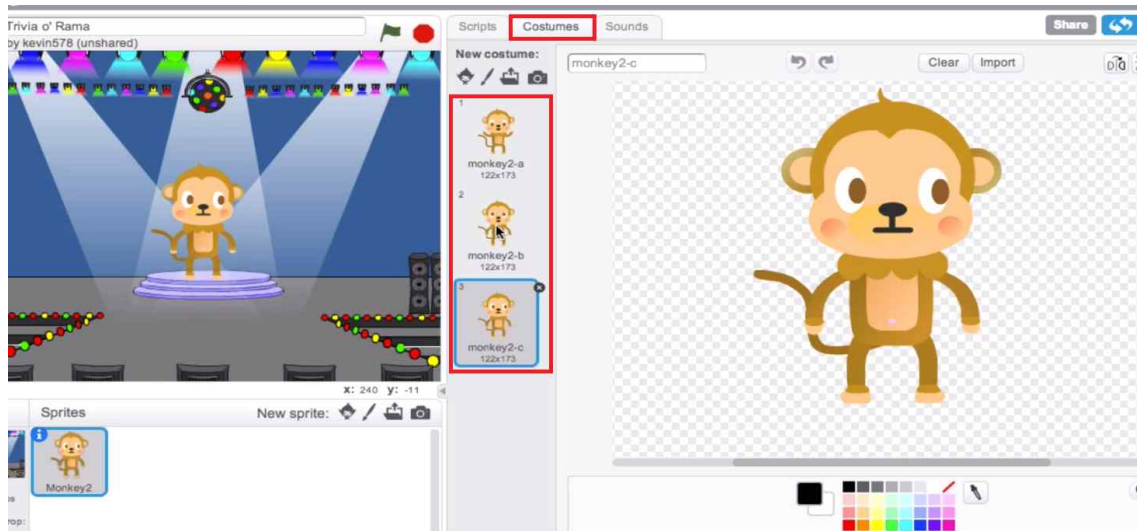 Trivia o' Rama
by kevin578 (unshared)
Scripts
Costumes
Sounds
Share
New costume:
monkey2-c
Clear
Import
1
monkey2-a
122x173
2
monkey2-b
122x173
3
monkey2-c
122x173
x: 240 y: -11
Sprites
New sprite:
Monkey2